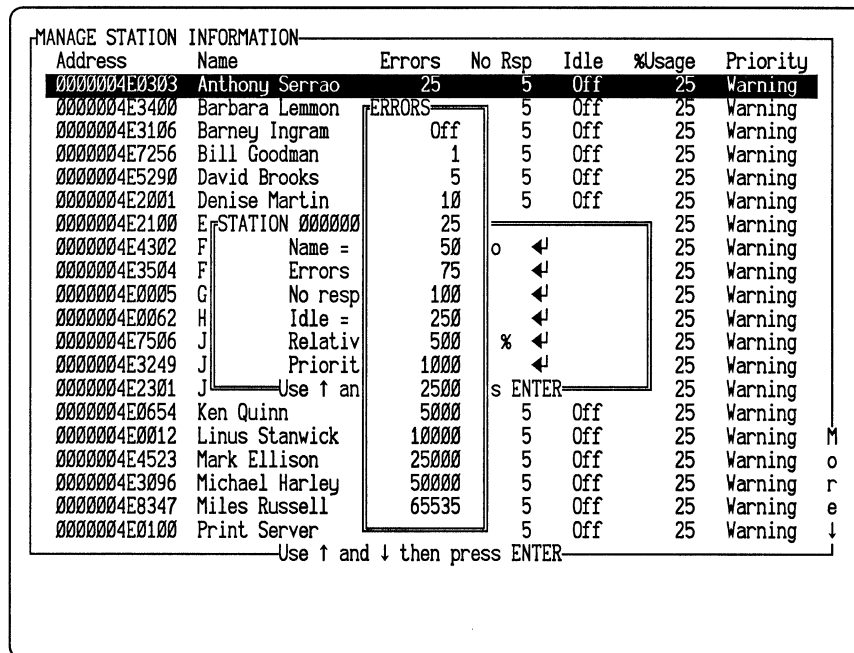 MANAGE STATION INFORMATION
Address Name Errors No Rsp Idle %Usage Priority
0000004E0303 Anthony Serrao 25 5 Off 25 Warning
0000004E3400 Barbara Lemmon ERRORS 5 Off 25 Warning
0000004E3106 Barney Ingram Off 5 Off 25 Warning
0000004E7256 Bill Goodman 1 5 Off 25 Warning
0000004E5290 David Brooks 5 5 Off 25 Warning
0000004E2001 Denise Martin 10 5 Off 25 Warning
0000004E2100 E STATION 000000 25 25 Warning
0000004E4302 F Name = 50 o ↵ 25 Warning
0000004E3504 F Errors 75 ↵ 25 Warning
0000004E0005 G No resp 100 ↵ 25 Warning
0000004E0062 H Idle = 250 ↵ 25 Warning
0000004E7506 J Relativ 500 % ↵ 25 Warning
0000004E3249 J Priorit 1000 ↵ 25 Warning
0000004E2301 J Use ↑ an 2500 s ENTER 25 Warning
0000004E0654 Ken Quinn 5000 5 Off 25 Warning
0000004E0012 Linus Stanwick 10000 5 Off 25 Warning M
0000004E4523 Mark Ellison 25000 5 Off 25 Warning o
0000004E3096 Michael Harley 50000 5 Off 25 Warning r
0000004E8347 Miles Russell 65535 5 Off 25 Warning e
0000004E0100 Print Server 5 Off 25 Warning ↓
Use ↑ and ↓ then press ENTER